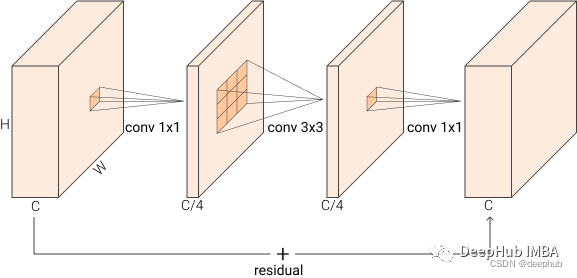 H
conv 1x1
conv 3x3
conv 1x1
W
C
C/4
C/4
C
+
residual
DeepHub IMBA
CSDN @deephub